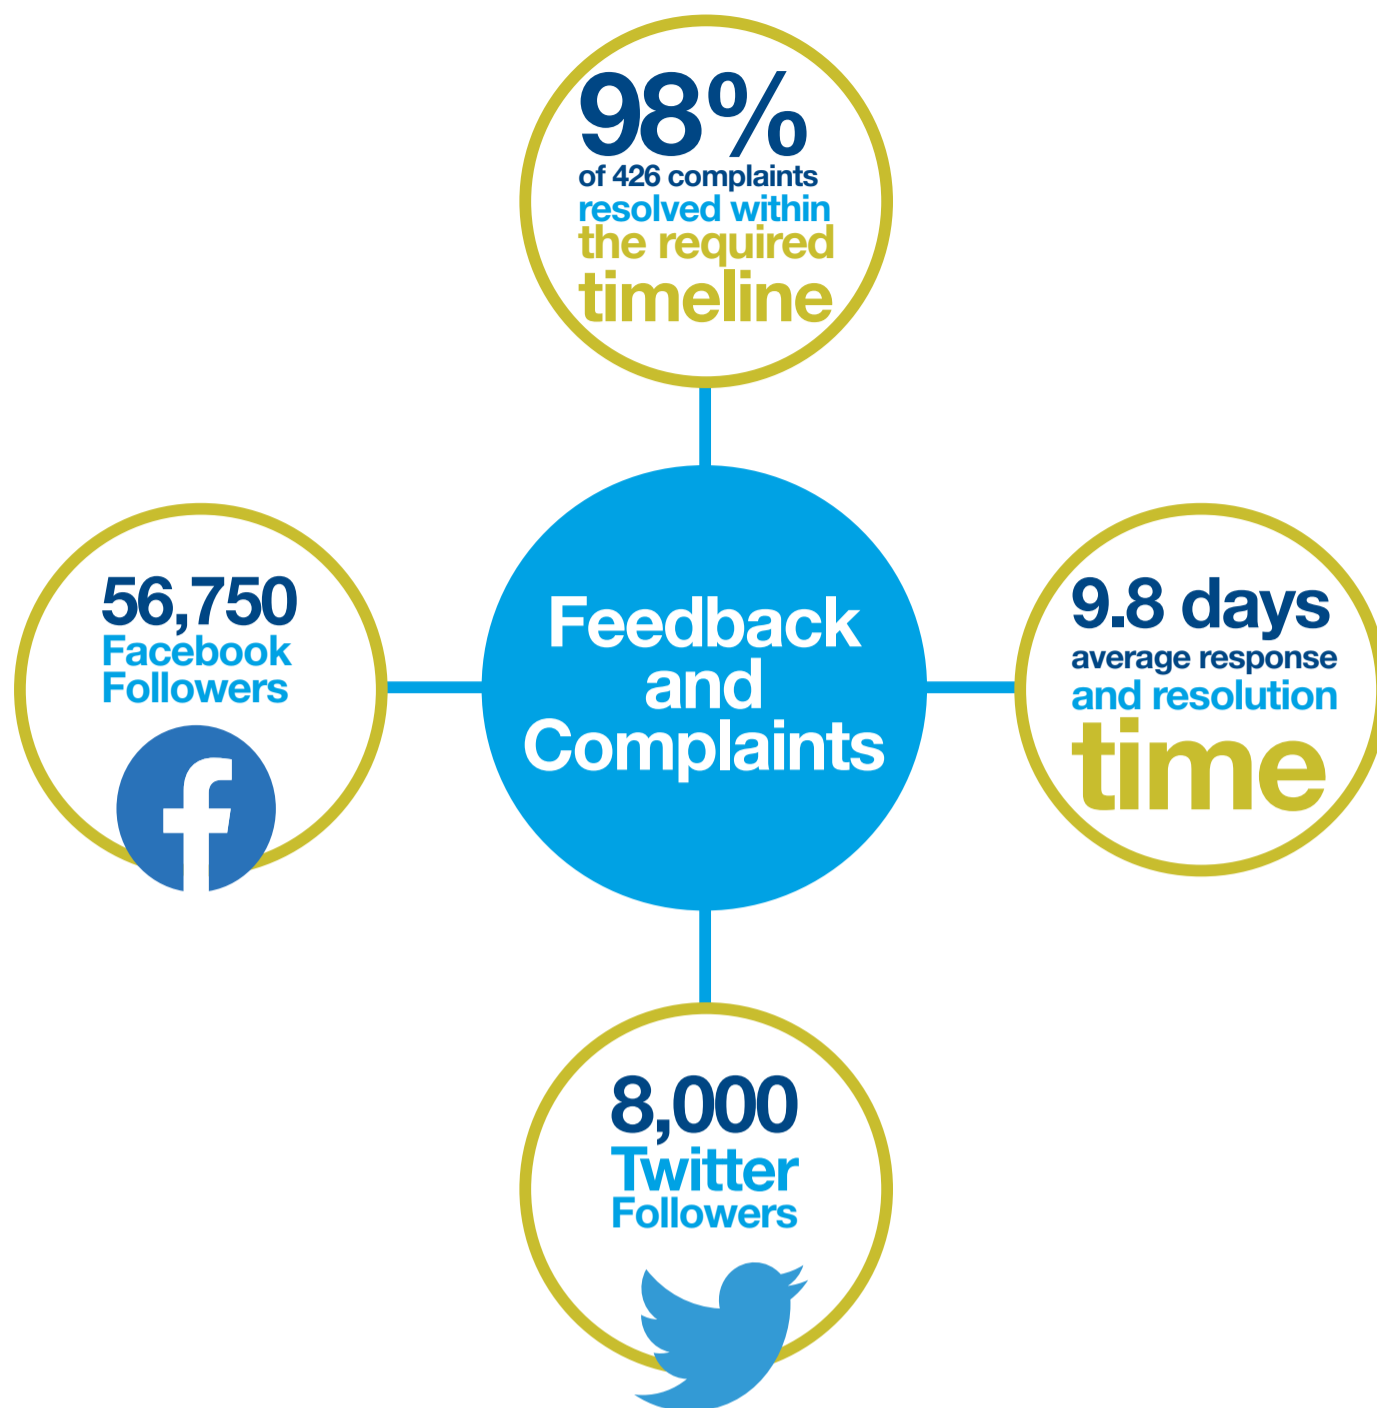 98%
of 426 complaints
resolved within
the required
timeline
56,750
Facebook
Followers
Feedback
and
Complaints
9.8 days
average response
and resolution
time
8,000
Twitter
Followers